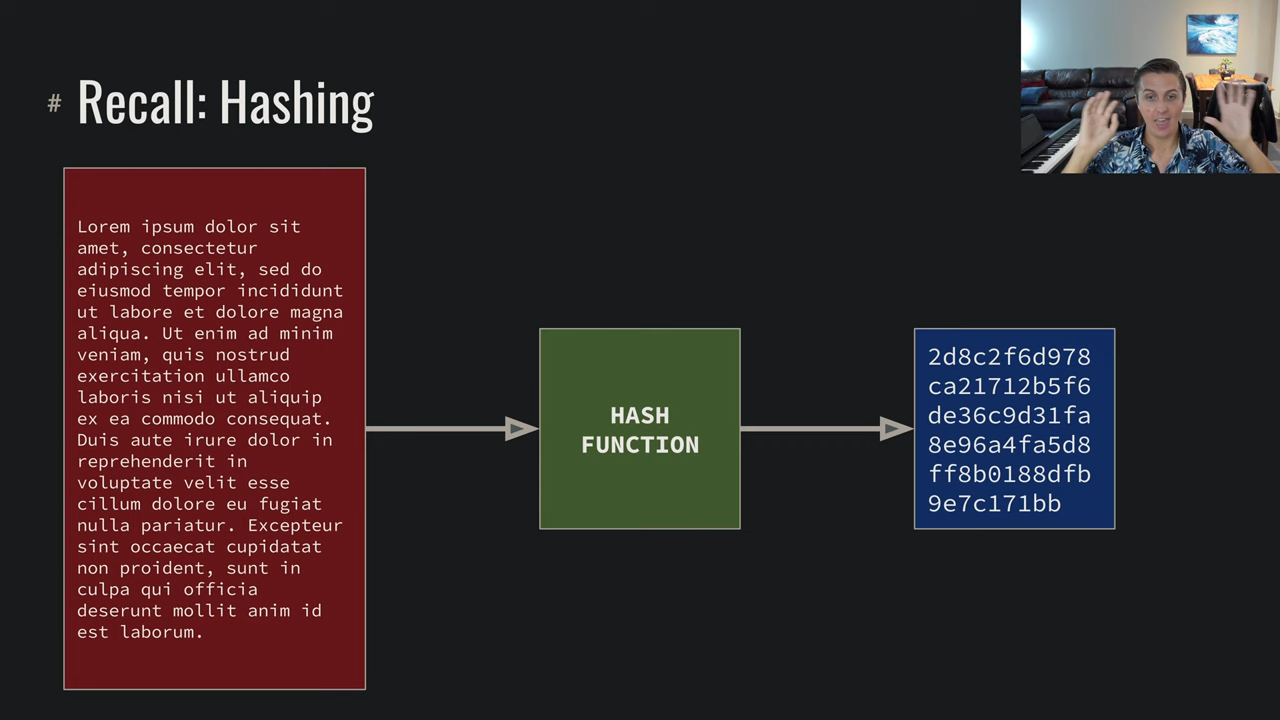 # Recall: Hashing
Lorem ipsum dolor sit
amet, consectetur
adipiscing elit, sed do
eiusmod tempor incididunt
ut labore et dolore magna
aliqua. Ut enim ad minim
veniam, quis nostrud
exercitation ullamco
laboris nisi ut aliquip
ex ea commodo consequat.
Duis aute irure dolor in
reprehenderit in
voluptate velit esse
cillum dolore eu fugiat
nulla pariatur. Excepteur
sint occaecat cupidatat
non proident, sunt in
culpa qui officia
deserunt mollit anim id
est laborum.
HASH
FUNCTION
2d8c2f6d978
ca21712b5f6
de36c9d31fa
8e96a4fa5d8
ff8b0188dfb
9e7c171bb